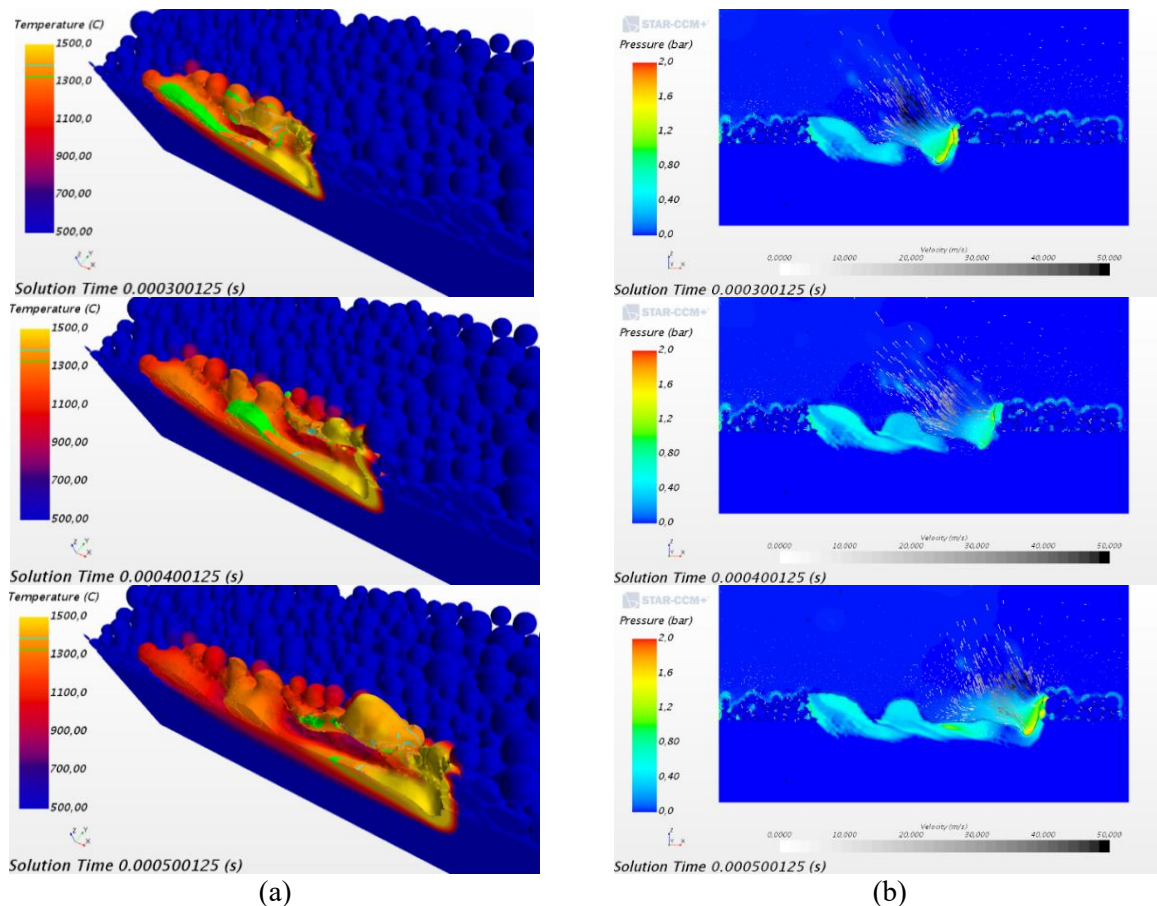 Temperature (C)
1500,0
1300,0
1100,0
900,00
700,00
500,00
Solution Time 0.000300125 (s)
Temperature (C)
1500,0
1300,0
1100,0
900,00
700,00
500,00
Solution Time 0.000400125 (s)
Temperature (C)
1500,0
1300,0
1100,0
900,00
700,00
500,00
Solution Time 0.000500125 (s)
(a)
STAR-CCM+
Pressure (bar)
2,0
1,6
1,2
0,80
0,40
0,0
Velocity (m/s)
0,0000 10,000 20,000 30,000 40,000 50,000
Solution Time 0.000300125 (s)
STAR-CCM+
Pressure (bar)
2,0
1,6
1,2
0,80
0,40
0,0
Velocity (m/s)
0,0000 10,000 20,000 30,000 40,000 50,000
Solution Time 0.000400125 (s)
STAR-CCM+
Pressure (bar)
2,0
1,6
1,2
0,80
0,40
0,0
Velocity (m/s)
0,0000 10,000 20,000 30,000 40,000 50,000
Solution Time 0.000500125 (s)
(b)